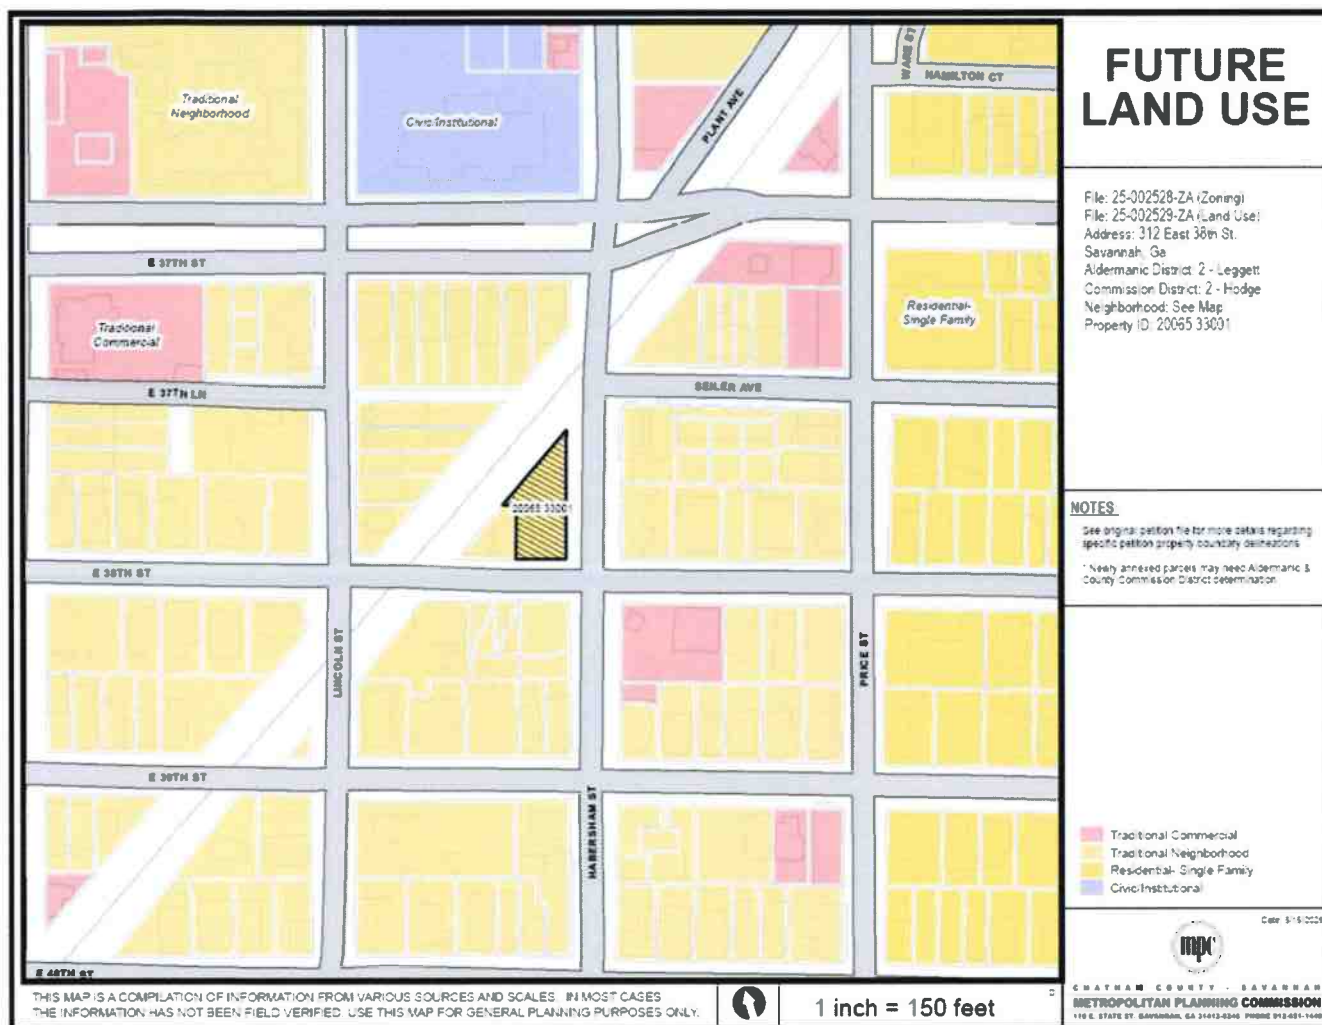 FUTURE
LAND USE
File: 25-002528-ZA (Zoning)
File: 25-002529-ZA (Land Use)
Address: 312 East 38th St.
Savannah, Ga
Aldermanic District: 2 - Leggett
Commission District: 2 - Hodge
Neighborhood: See Map
Property ID: 20065 33001
NOTES
See original petition file for more details regarding
specific petition property boundary delineations
* Newly annexed parcels may need Aldermanic &
County Commission District determination
Traditional Commercial
Traditional Neighborhood
Residential- Single Family
Civic/Institutional
mpc
CHATHAM COUNTY - SAVANNAH
METROPOLITAN PLANNING COMMISSION
WARE ST
HAMILTON CT
PLANT AVE
Traditional
Neighborhood
Civic/Institutional
E 37TH ST
Traditional
Commercial
Residential-
Single Family
E 37TH LN
SEILER AVE
20065 33001
E 38TH ST
LINCOLN ST
PRICE ST
E 39TH ST
HABERSHAM ST
E 40TH ST
THIS MAP IS A COMPILATION OF INFORMATION FROM VARIOUS SOURCES AND SCALES. IN MOST CASES
THE INFORMATION HAS NOT BEEN FIELD VERIFIED. USE THIS MAP FOR GENERAL PLANNING PURPOSES ONLY.
1 inch = 150 feet